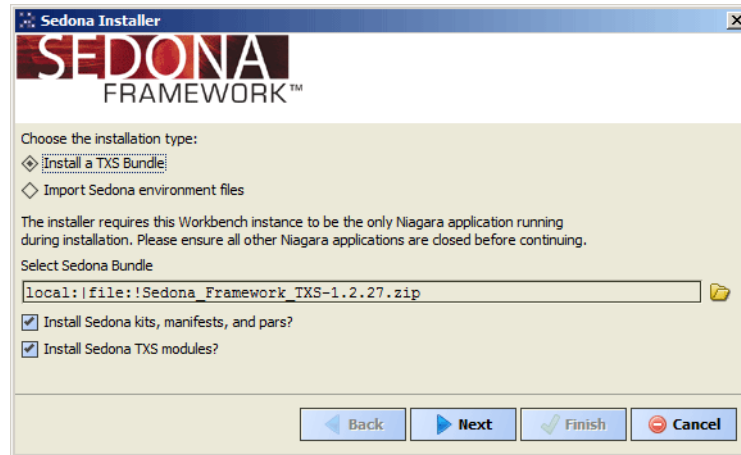 Sedona Installer
SEDONA
FRAMEWORK™
Choose the installation type:
Install a TXS Bundle
Import Sedona environment files
The installer requires this Workbench instance to be the only Niagara application running
during installation. Please ensure all other Niagara applications are closed before continuing.
Select Sedona Bundle
local:|file:!Sedona_Framework_TXS-1.2.27.zip
Install Sedona kits, manifests, and pars?
Install Sedona TXS modules?
Back Next Finish Cancel